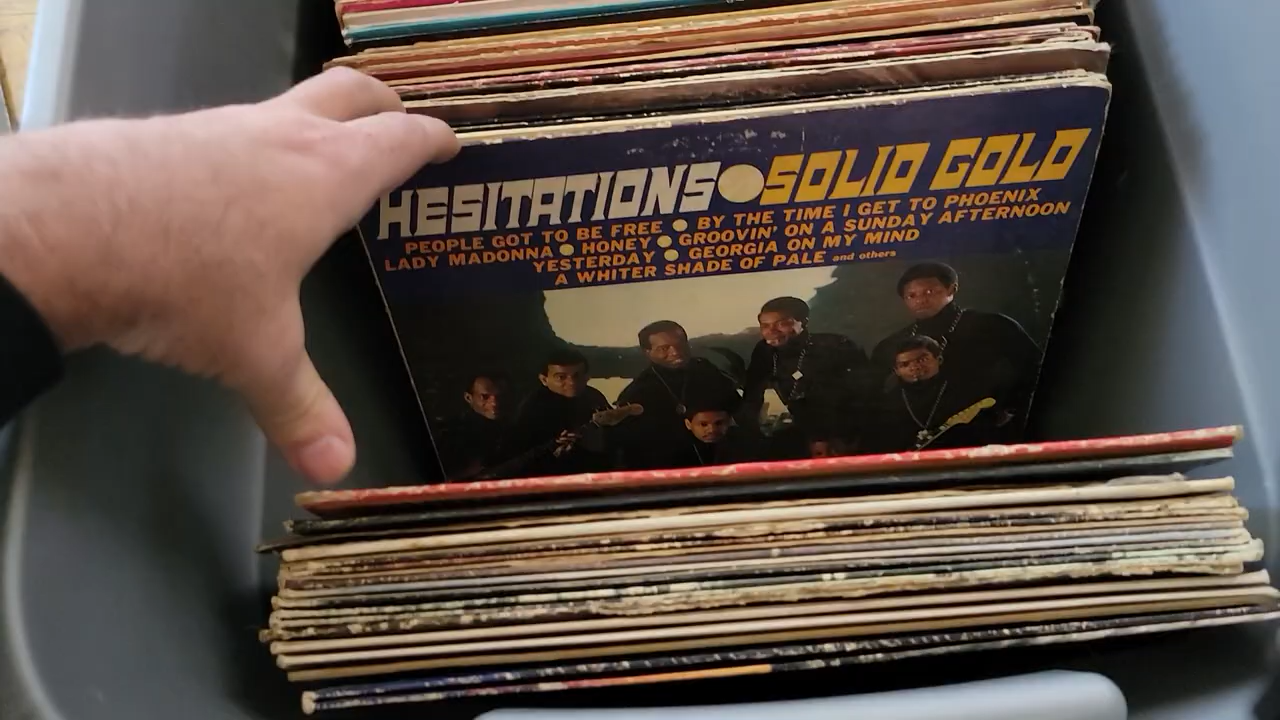 HESITATIONS●SOLID GOLD
PEOPLE GOT TO BE FREE ● BY THE TIME I GET TO PHOENIX
LADY MADONNA ● HONEY ● GROOVIN' ON A SUNDAY AFTERNOON
YESTERDAY ● GEORGIA ON MY MIND
A WHITER SHADE OF PALE and others